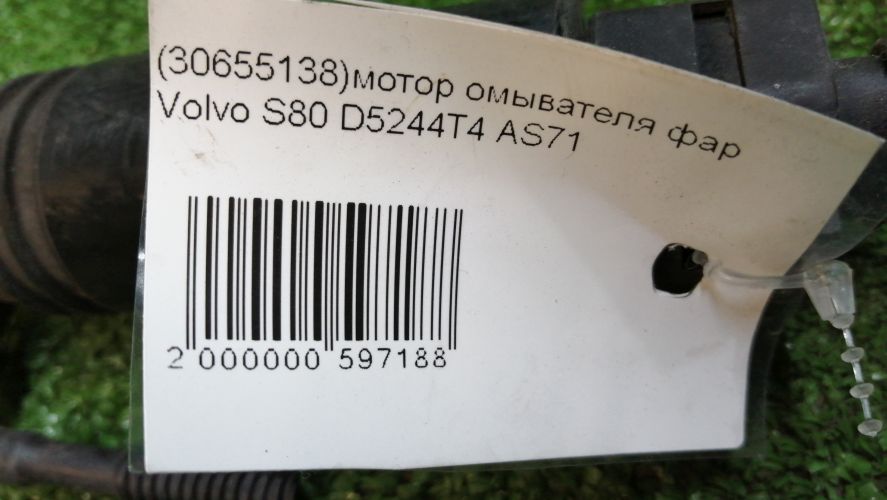 (30655138)мотор омывателя фар
Volvo S80 D5244T4 AS71
2 000000 597188